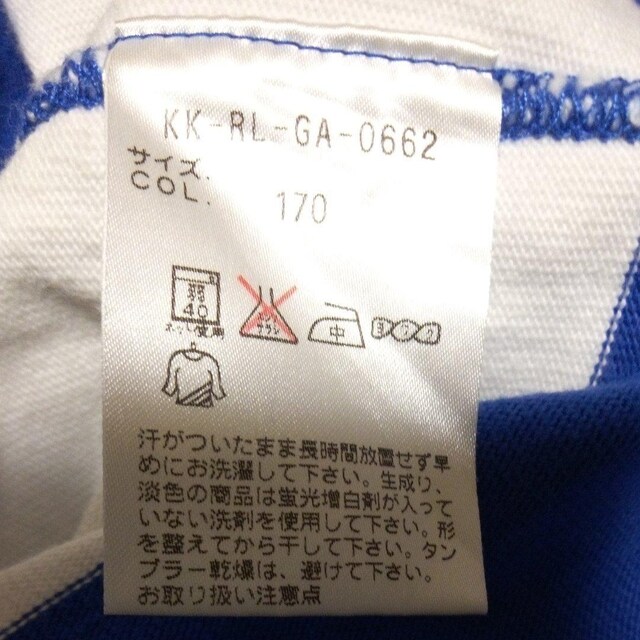 KK-RL-GA-0662
サイズ.
COL. 170
弱
40
ネット使用
エンソサラシ
中
汗がついたまま長時間放置せず早
めにお洗濯して下さい。生成り、
淡色の商品は蛍光増白剤が入って
いない洗剤を使用して下さい。形
を整えてから干して下さい。タン
ブラー乾燥は、避けて下さい。
お取り扱い注意点